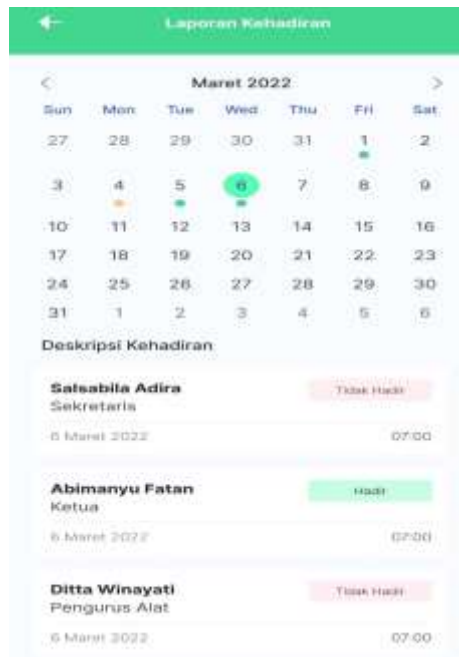 Laporan Kehadiran
< Maret 2022 >
Sun Mon Tue Wed Thu Fri Sat
27 28 29 30 31 1 2
3 4 5 6 7 8 9
10 11 12 13 14 15 16
17 18 19 20 21 22 23
24 25 26 27 28 29 30
31 1 2 3 4 5 6
Deskripsi Kehadiran
Salsabila Adira Tidak Hadir
Sekretaris
6 Maret 2022 07:00
Abimanyu Fatan Hadir
Ketua
6 Maret 2022 07:00
Ditta Winayati Tidak Hadir
Pengurus Alat
6 Maret 2022 07:00